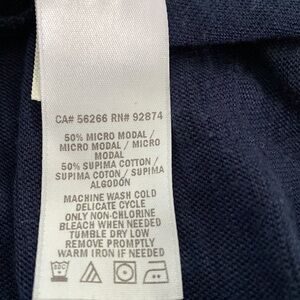 CA# 56266 RN# 92874
50% MICRO MODAL /
MICRO MODAL / MICRO
MODAL
50% SUPIMA COTTON /
SUPIMA COTTON / SUPIMA
ALGODÓN
MACHINE WASH COLD
DELICATE CYCLE
ONLY NON-CHLORINE
BLEACH WHEN NEEDED
TUMBLE DRY LOW
REMOVE PROMPTLY
WARM IRON IF NEEDED